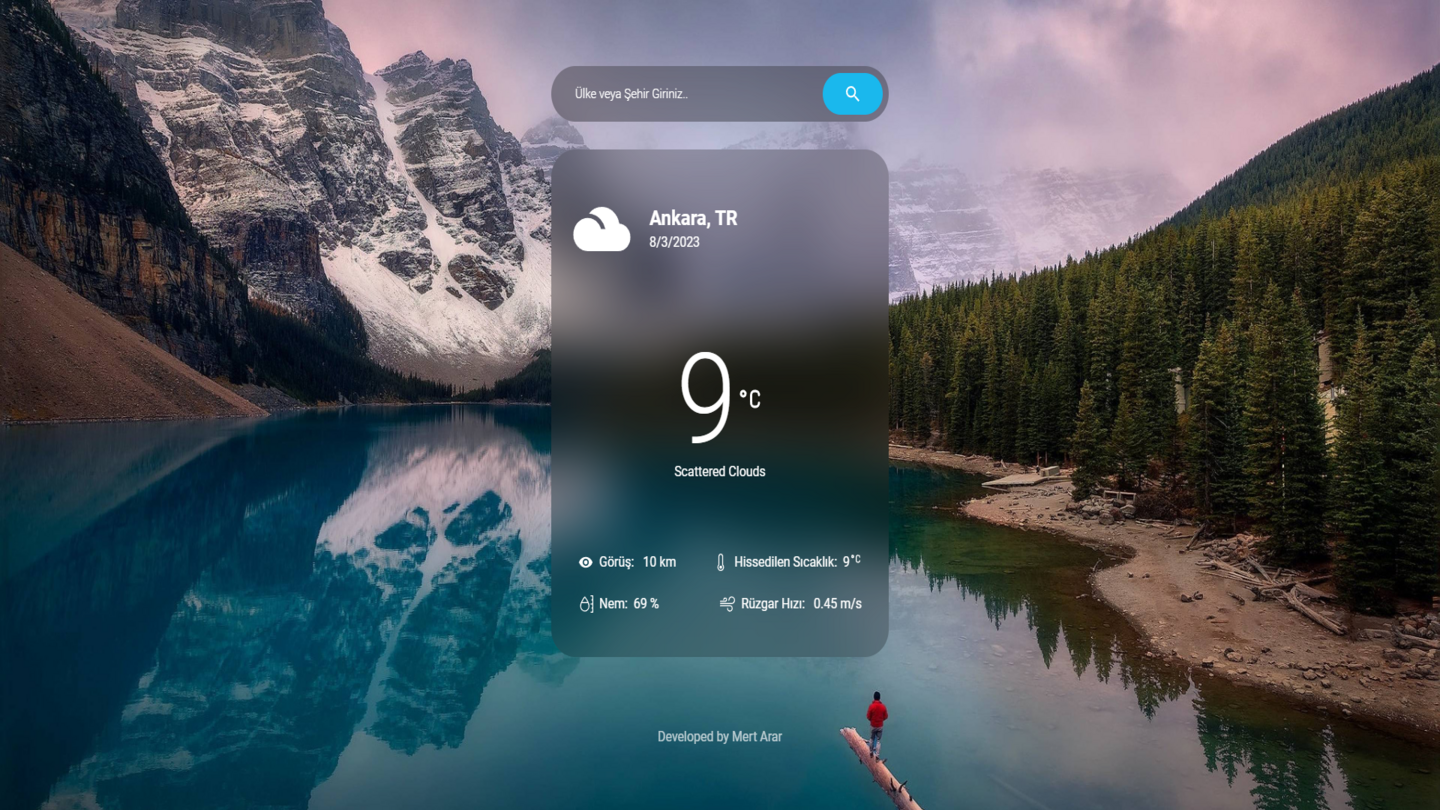 Ülke veya Şehir Giriniz..
Ankara, TR
8/3/2023
9 °C
Scattered Clouds
Görüş: 10 km
Hissedilen Sıcaklık: 9°C
Nem: 69 %
Rüzgar Hızı: 0.45 m/s
Developed by Mert Arar